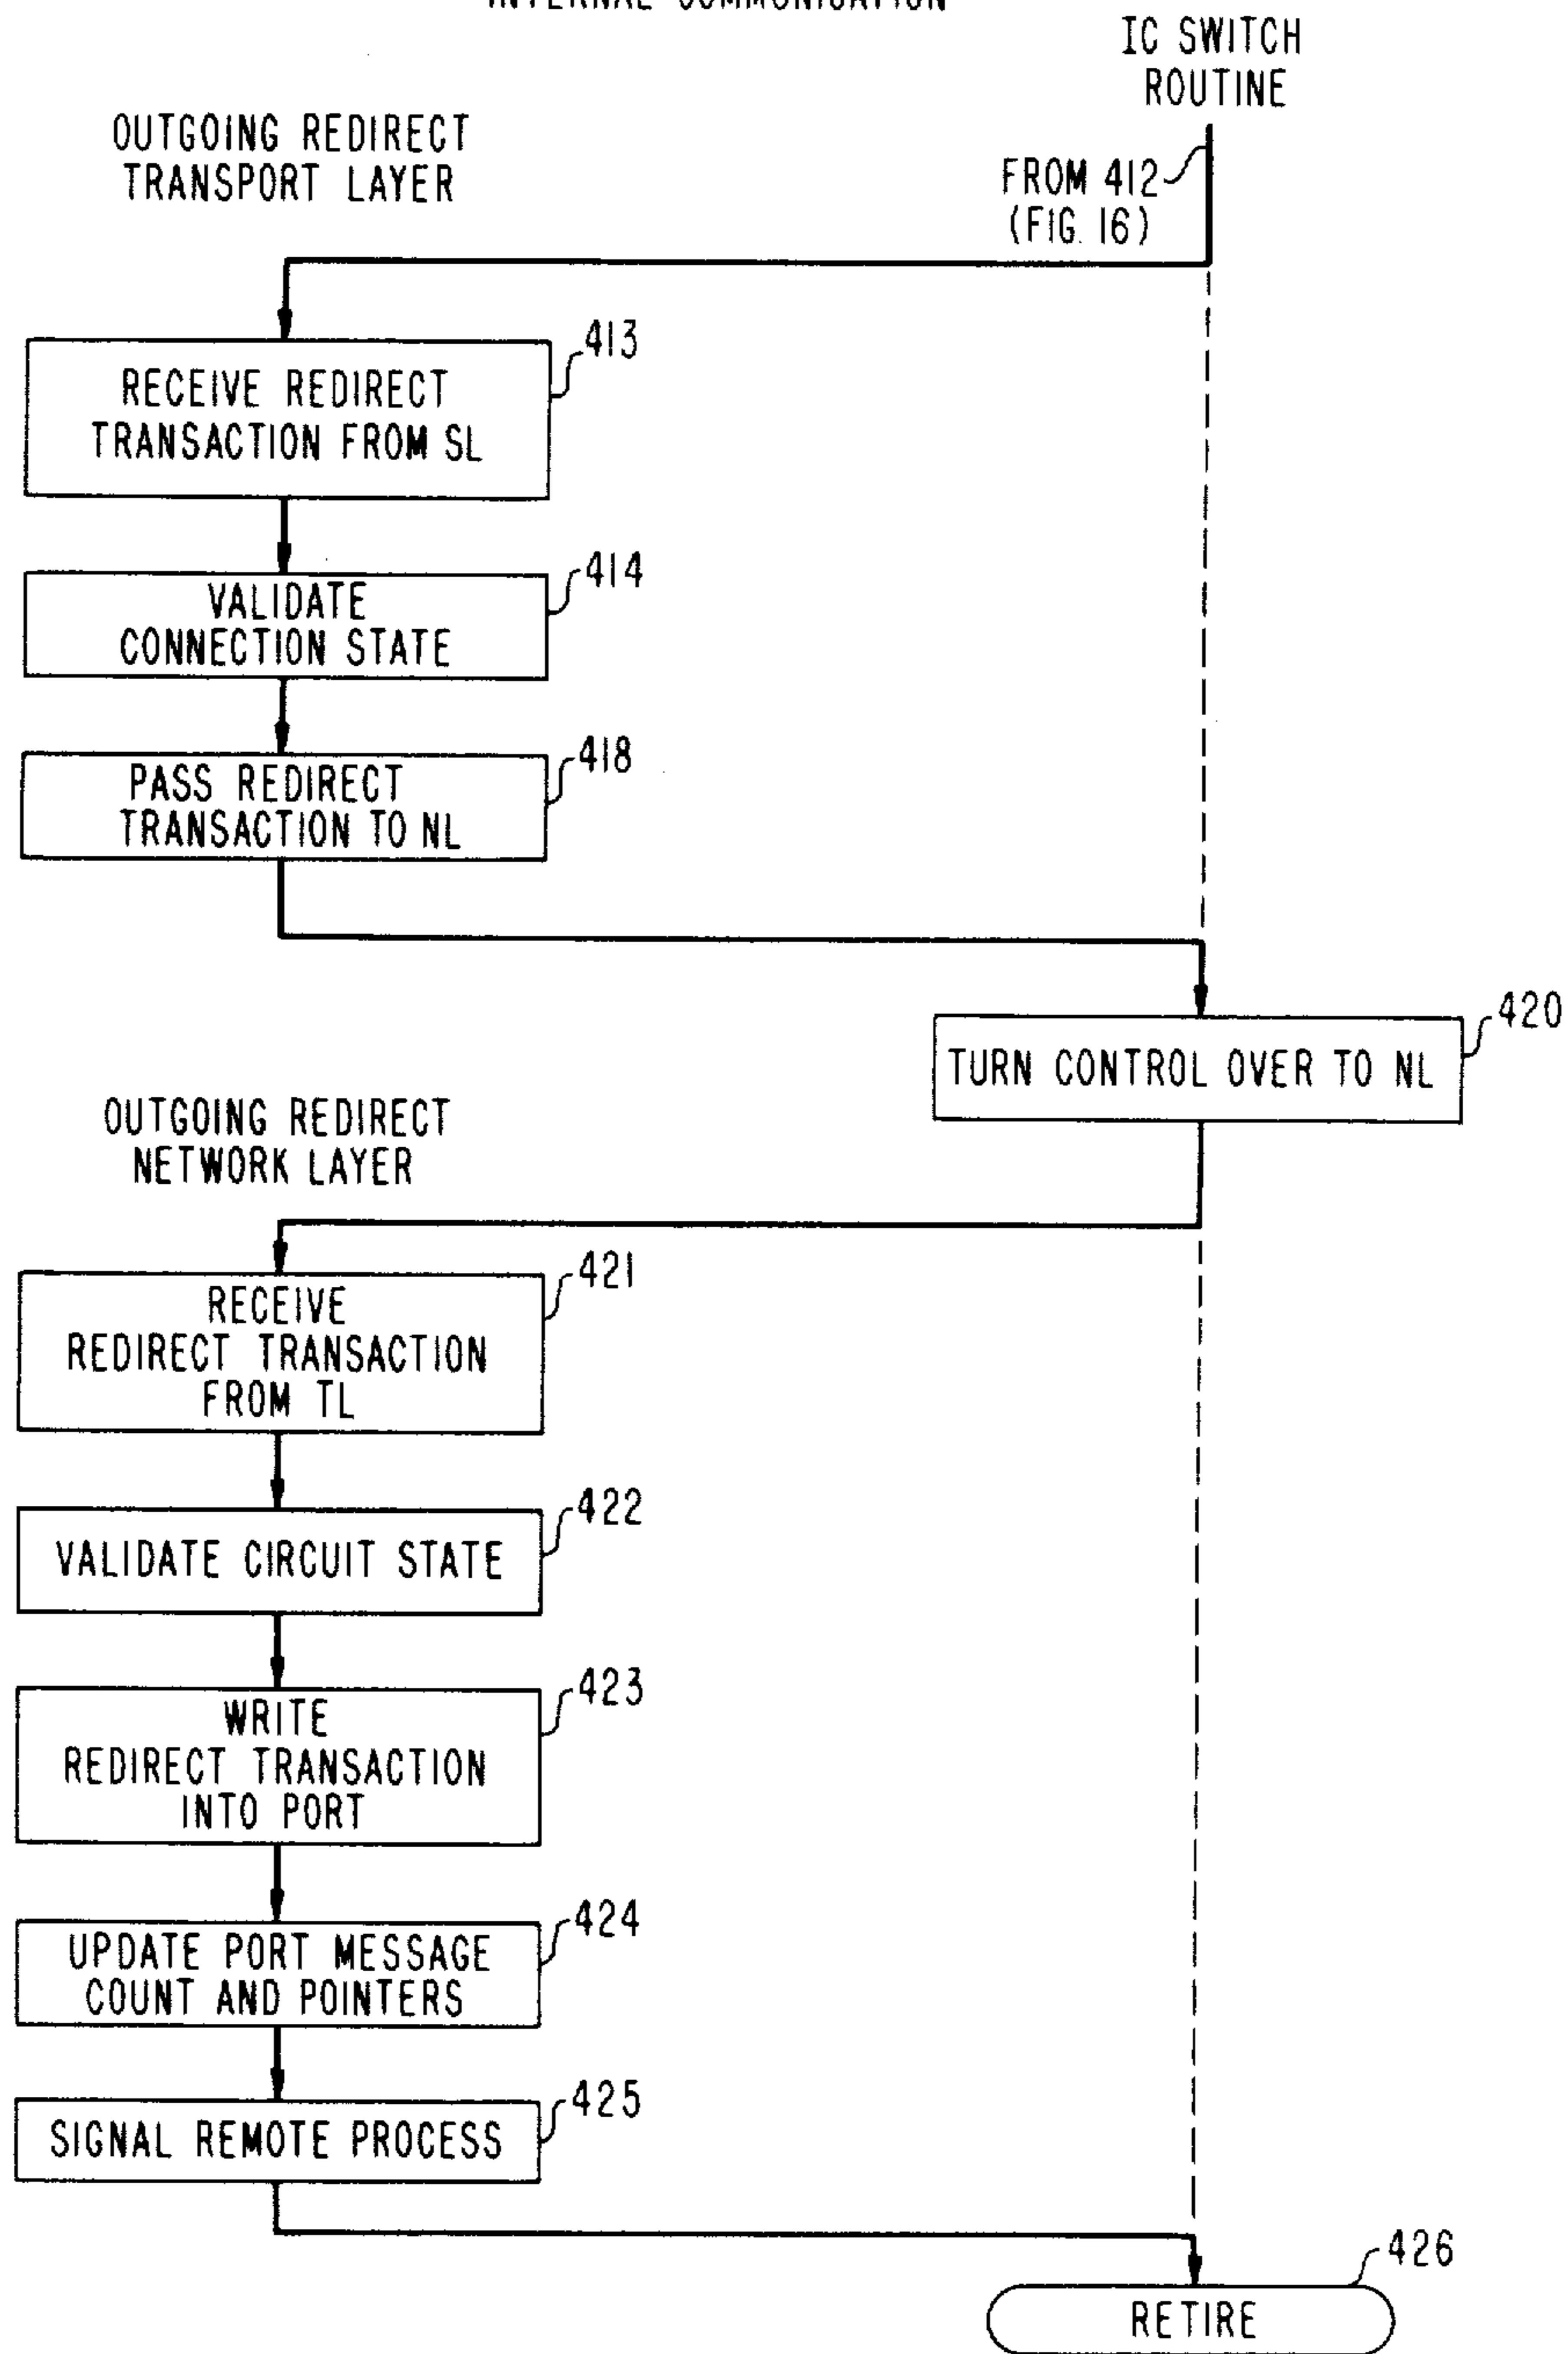 INTERNAL COMMUNICATION
IC SWITCH
ROUTINE
OUTGOING REDIRECT
TRANSPORT LAYER
FROM 412
(FIG. 16)
413
RECEIVE REDIRECT
TRANSACTION FROM SL
414
VALIDATE
CONNECTION STATE
418
PASS REDIRECT
TRANSACTION TO NL
420
TURN CONTROL OVER TO NL
OUTGOING REDIRECT
NETWORK LAYER
421
RECEIVE
REDIRECT TRANSACTION
FROM TL
422
VALIDATE CIRCUIT STATE
423
WRITE
REDIRECT TRANSACTION
INTO PORT
424
UPDATE PORT MESSAGE
COUNT AND POINTERS
425
SIGNAL REMOTE PROCESS
426
RETIRE